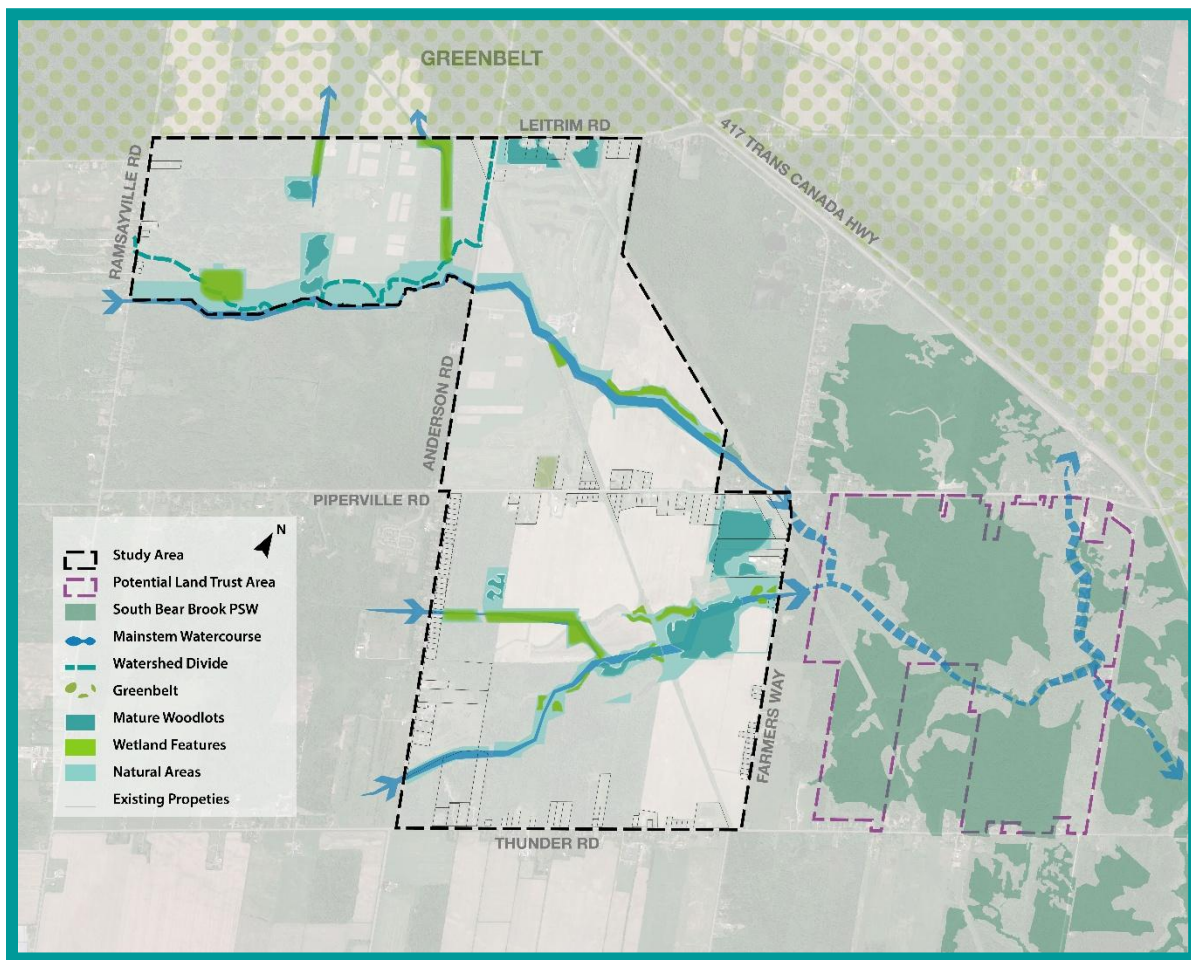 GREENBELT
LEITRIM RD
417 TRANS CANADA HWY
RAMSAYVILLE RD
ANDERSON RD
PIPERVILLE RD
FARMERS WAY
THUNDER RD
N
Study Area
Potential Land Trust Area
South Bear Brook PSW
Mainstem Watercourse
Watershed Divide
Greenbelt
Mature Woodlots
Wetland Features
Natural Areas
Existing Propeties